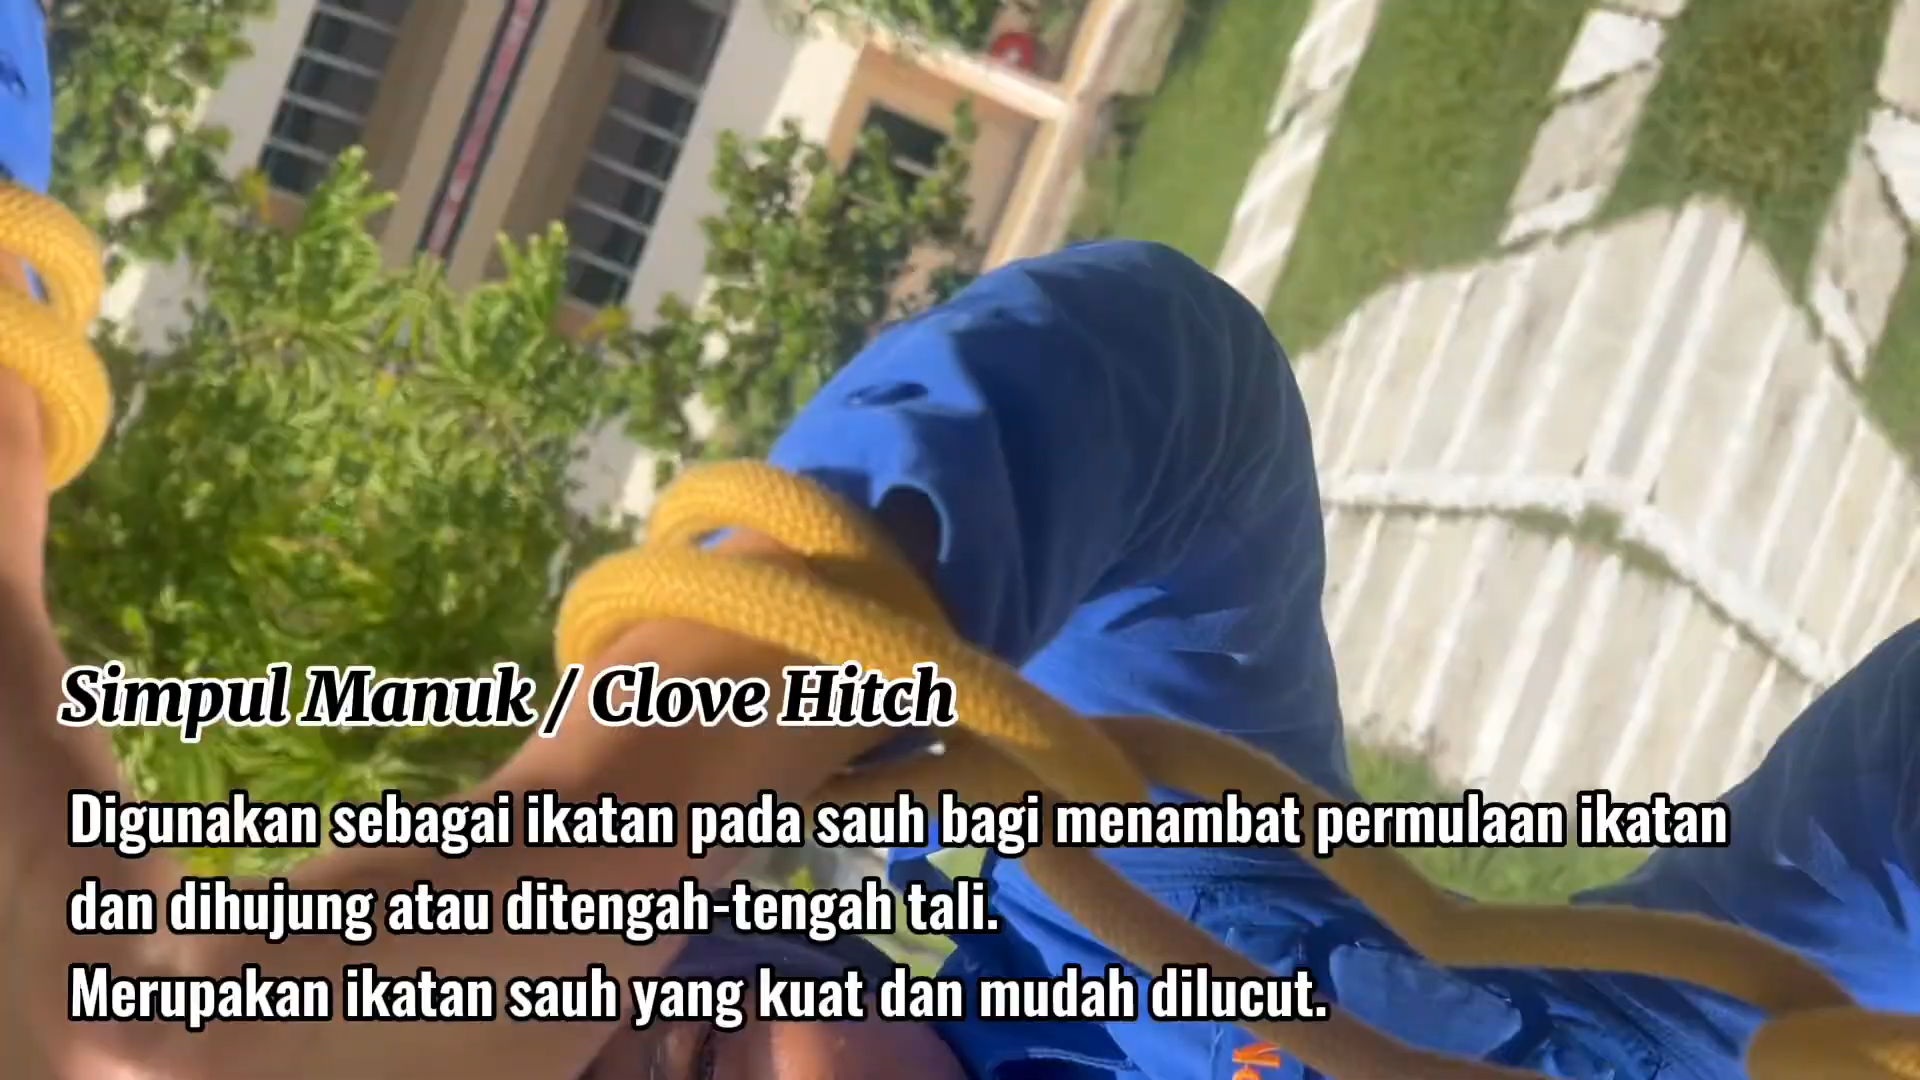 Simpul Manuk / Clove Hitch
Digunakan sebagai ikatan pada sauh bagi menambat permulaan ikatan
dan dihujung atau ditengah-tengah tali.
Merupakan ikatan sauh yang kuat dan mudah dilucut.